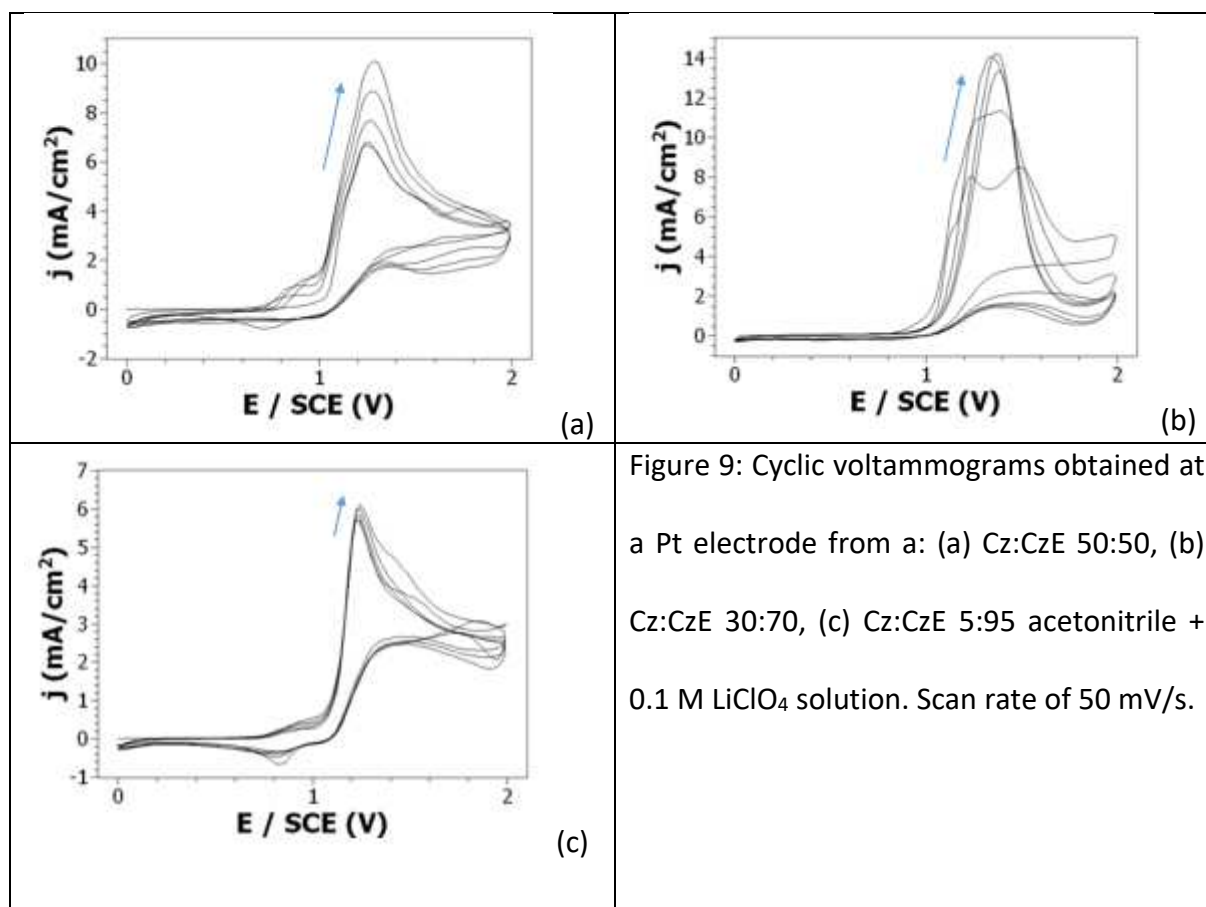 10
8
6
4
2
0
-2
j (mA/cm²)
0
1
2
E / SCE (V)
(a)
14
12
10
8
6
4
2
0
j (mA/cm²)
0
1
2
E / SCE (V)
(b)
7
6
5
4
3
2
1
0
-1
j (mA/cm²)
0
1
2
E / SCE (V)
(c)
Figure 9: Cyclic voltammograms obtained at
a Pt electrode from a: (a) Cz:CzE 50:50, (b)
Cz:CzE 30:70, (c) Cz:CzE 5:95 acetonitrile +
0.1 M LiClO₄ solution. Scan rate of 50 mV/s.